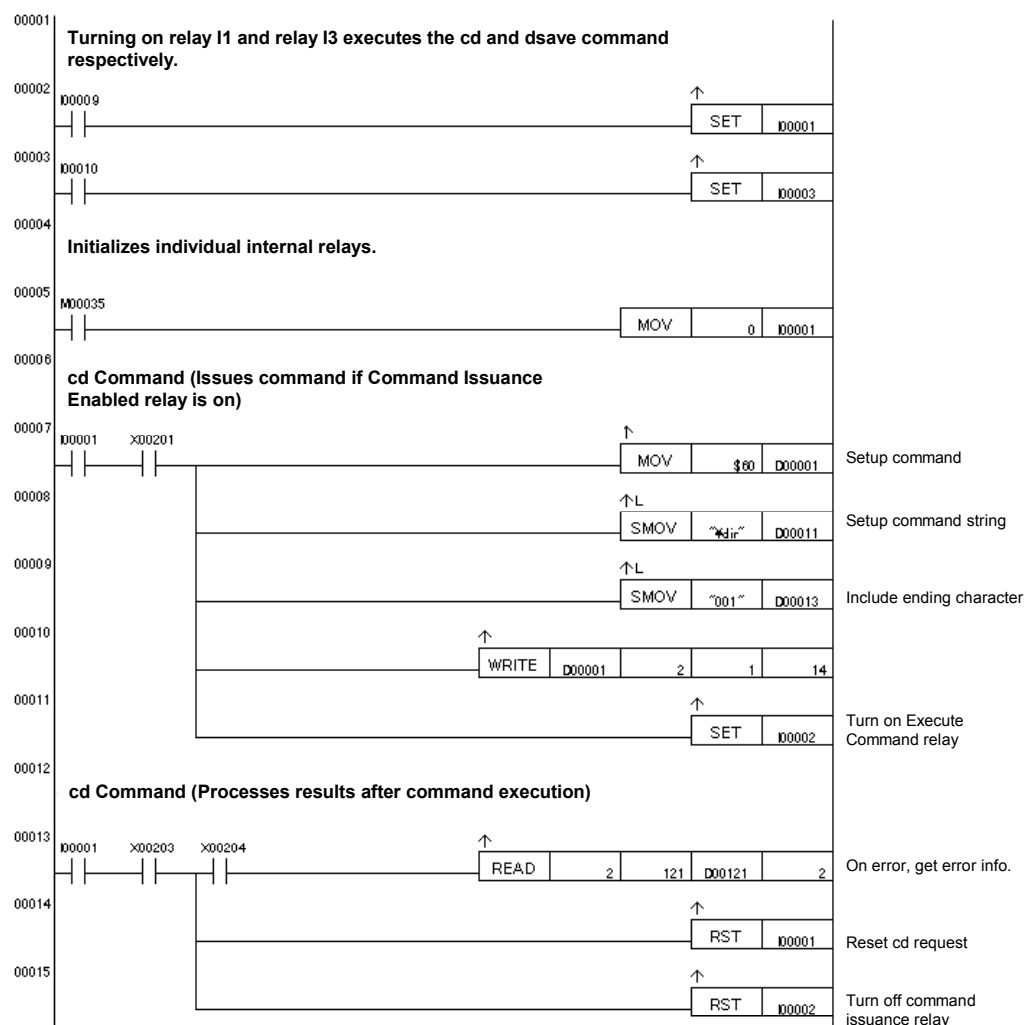 00001
Turning on relay I1 and relay I3 executes the cd and dsave command
respectively.
00002
I00009
↑
SET I00001
00003
I00010
↑
SET I00003
00004
Initializes individual internal relays.
00005
M00035
MOV 0 I00001
00006
cd Command (Issues command if Command Issuance
Enabled relay is on)
00007
I00001 X00201
↑
MOV $60 D00001 Setup command
00008
↑L
SMOV "¥dir" D00011 Setup command string
00009
↑L
SMOV "001" D00013 Include ending character
00010
↑
WRITE D00001 2 1 14
00011
↑
SET I00002 Turn on Execute
Command relay
00012
cd Command (Processes results after command execution)
00013
I00001 X00203 X00204
↑
READ 2 121 D00121 2 On error, get error info.
00014
↑
RST I00001 Reset cd request
00015
↑
RST I00002 Turn off command
issuance relay